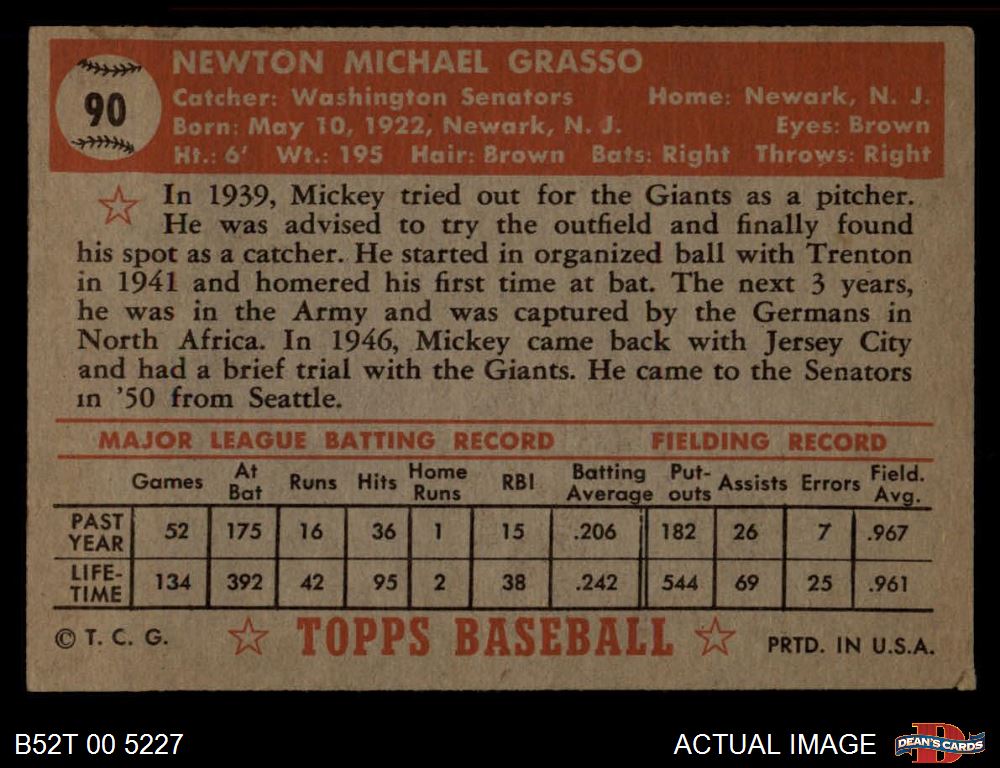 90
NEWTON MICHAEL GRASSO
Catcher: Washington Senators Home: Newark, N. J.
Born: May 10, 1922, Newark, N. J. Eyes: Brown
Ht.: 6' Wt.: 195 Hair: Brown Bats: Right Throws: Right
In 1939, Mickey tried out for the Giants as a pitcher.
He was advised to try the outfield and finally found
his spot as a catcher. He started in organized ball with Trenton
in 1941 and homered his first time at bat. The next 3 years,
he was in the Army and was captured by the Germans in
North Africa. In 1946, Mickey came back with Jersey City
and had a brief trial with the Giants. He came to the Senators
in '50 from Seattle.
MAJOR LEAGUE BATTING RECORD FIELDING RECORD
Games At Bat Runs Hits Home Runs RBI Batting Average Put-outs Assists Errors Field. Avg.
PAST YEAR 52 175 16 36 1 15 .206 182 26 7 .967
LIFE-TIME 134 392 42 95 2 38 .242 544 69 25 .961
© T. C. G. TOPPS BASEBALL PRTD. IN U.S.A.
B52T 00 5227 ACTUAL IMAGE D DEAN'S CARDS